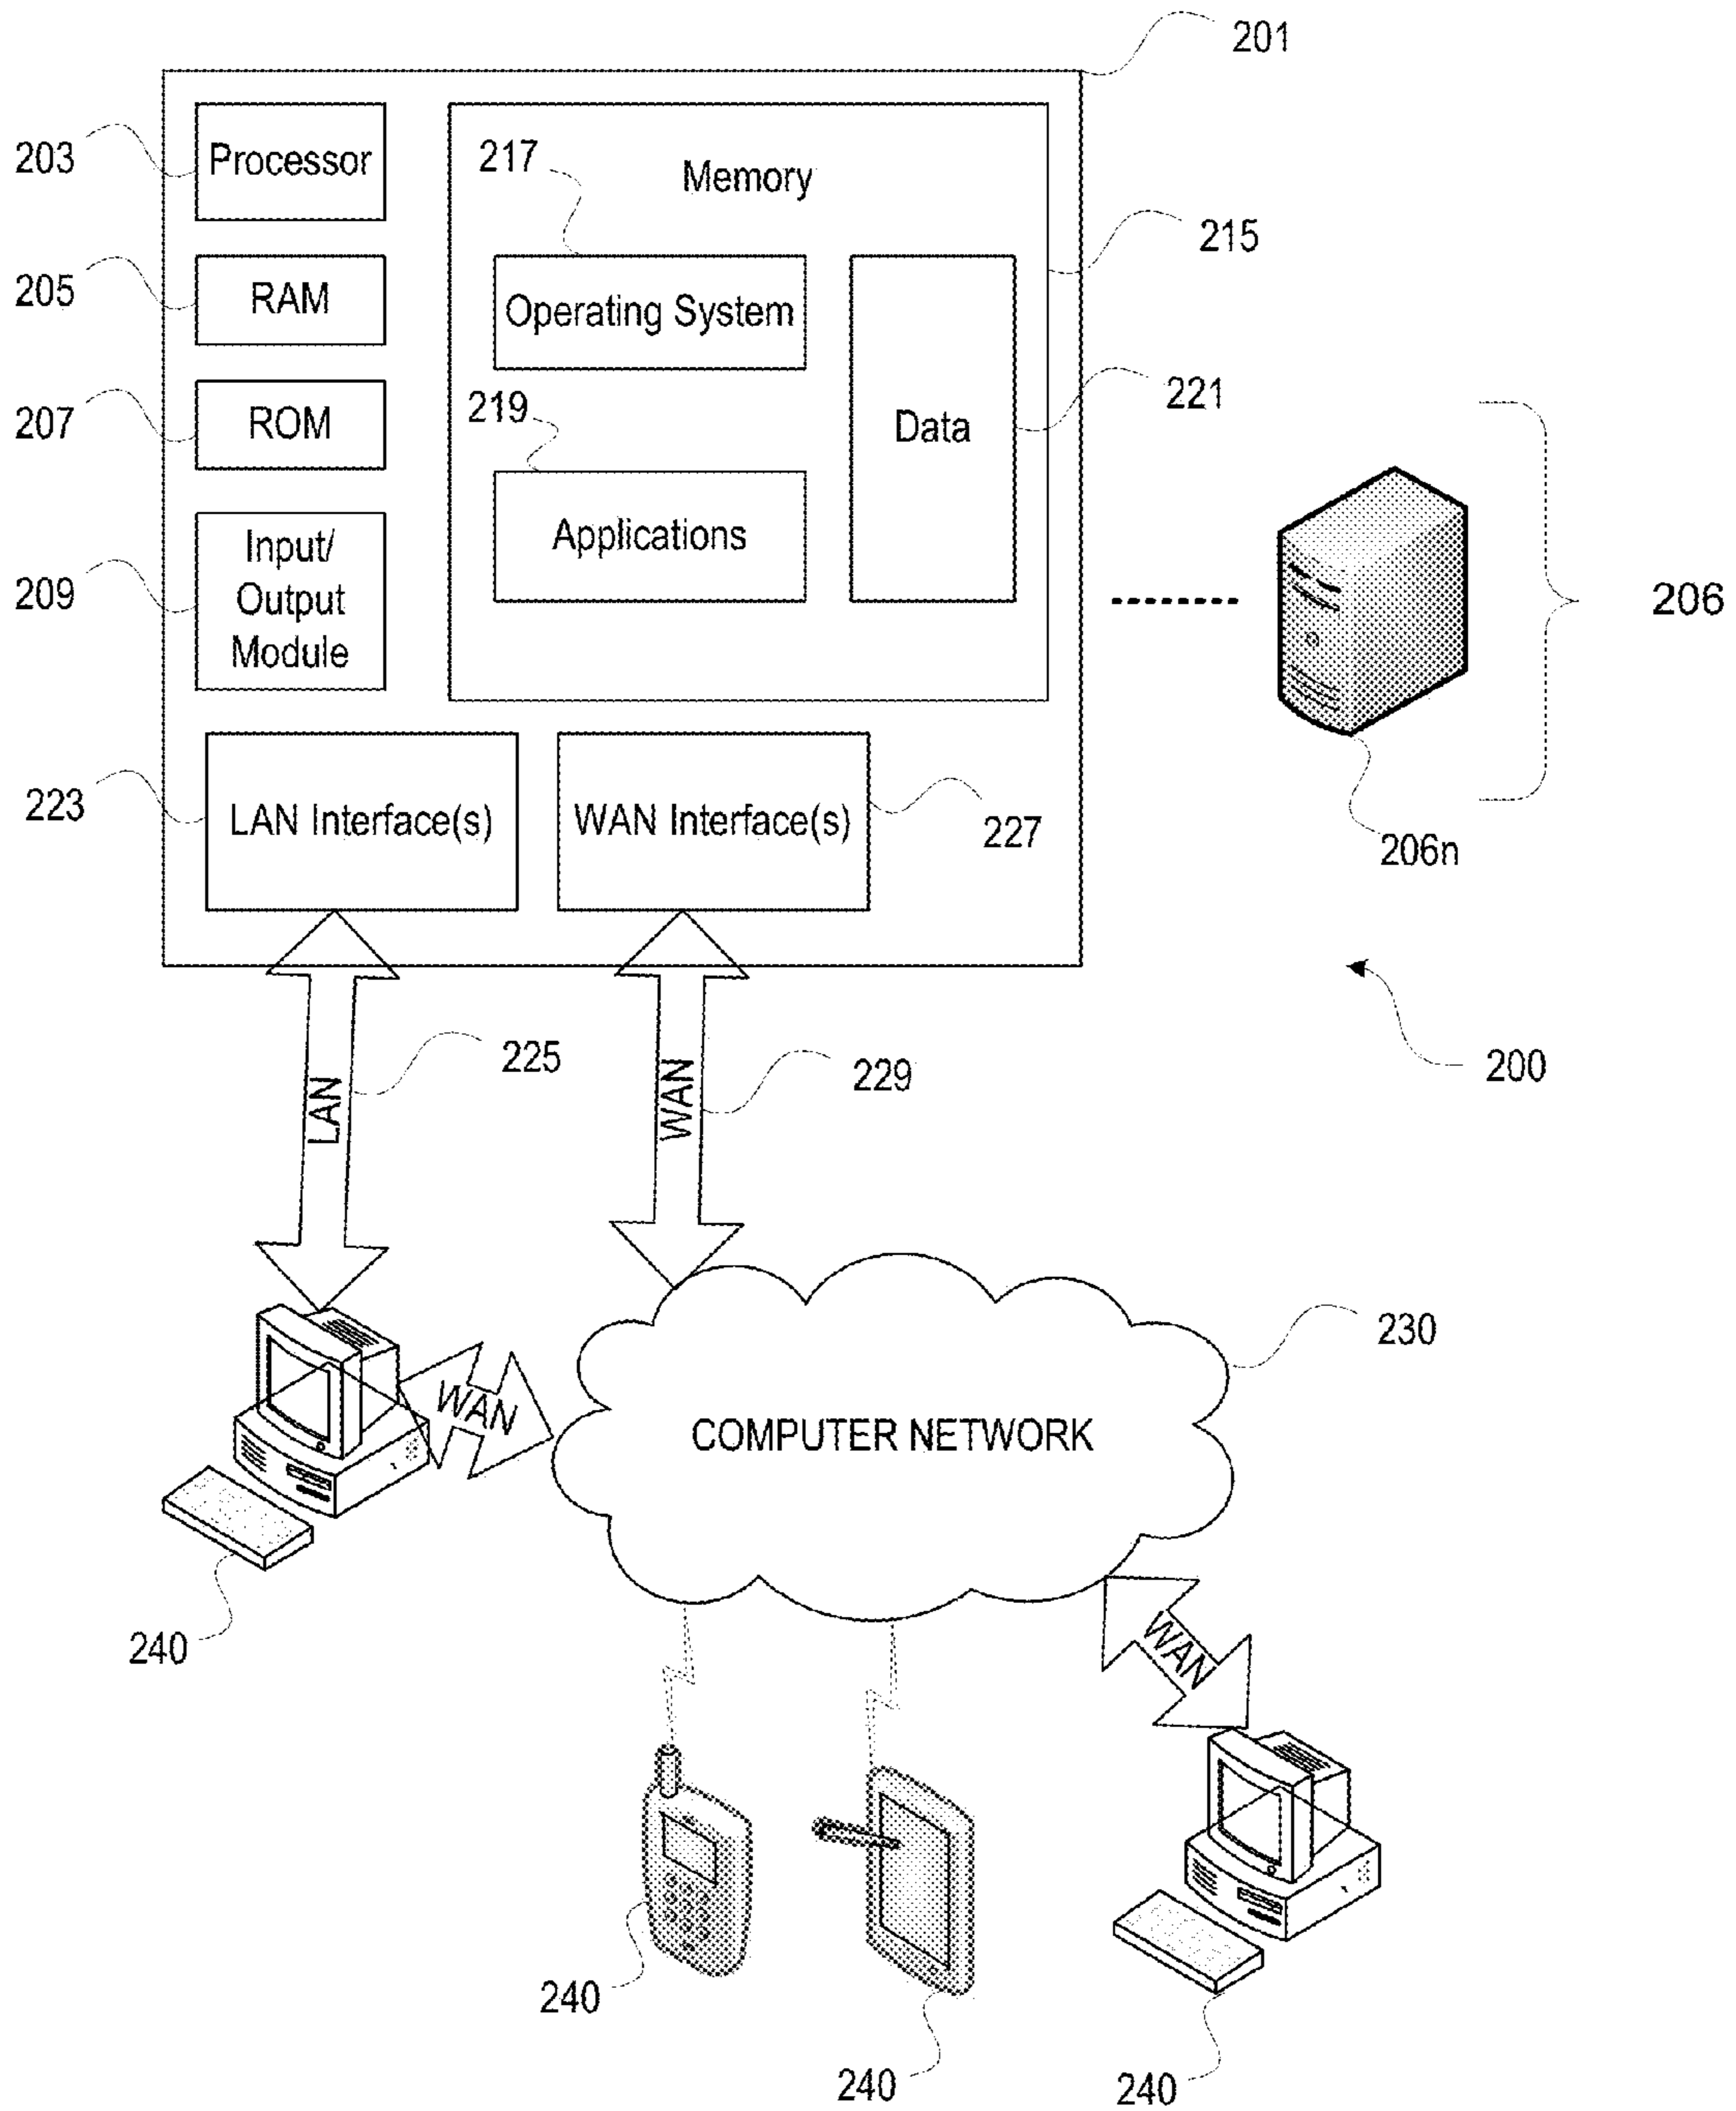 201
203
Processor
217
Memory
215
205
RAM
Operating System
221
207
ROM
219
Data
Applications
209
Input/
Output
Module
206
223
LAN Interface(s)
WAN Interface(s)
227
206n
225
LAN
229
WAN
200
230
WAN
COMPUTER NETWORK
240
WAN
240
240
240